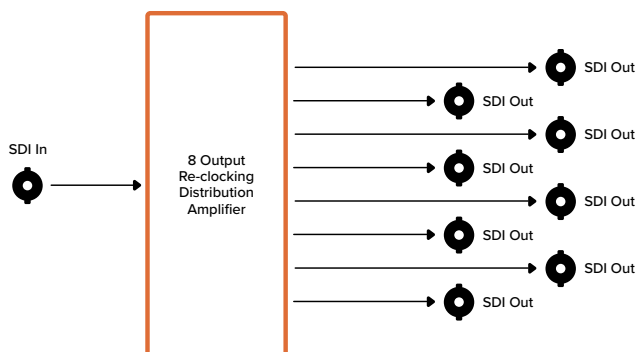 SDI In
8 Output
Re-clocking
Distribution
Amplifier
SDI Out
SDI Out
SDI Out
SDI Out
SDI Out
SDI Out
SDI Out
SDI Out